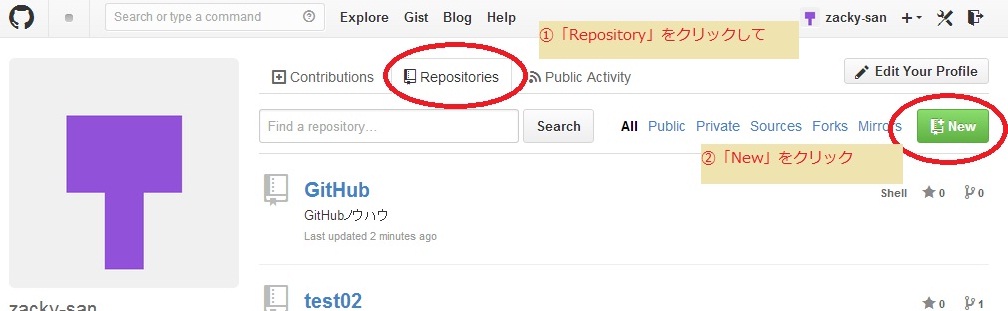 Search or type a command
Explore Gist Blog Help
zacky-san
①「Repository」をクリックして
Contributions Repositories Public Activity
Edit Your Profile
Find a repository...
Search
All Public Private Sources Forks Mirrors
New
②「New」をクリック
GitHub
Shell 0 0
GitHubノウハウ
Last updated 2 minutes ago
zacky-san
test02
0 1